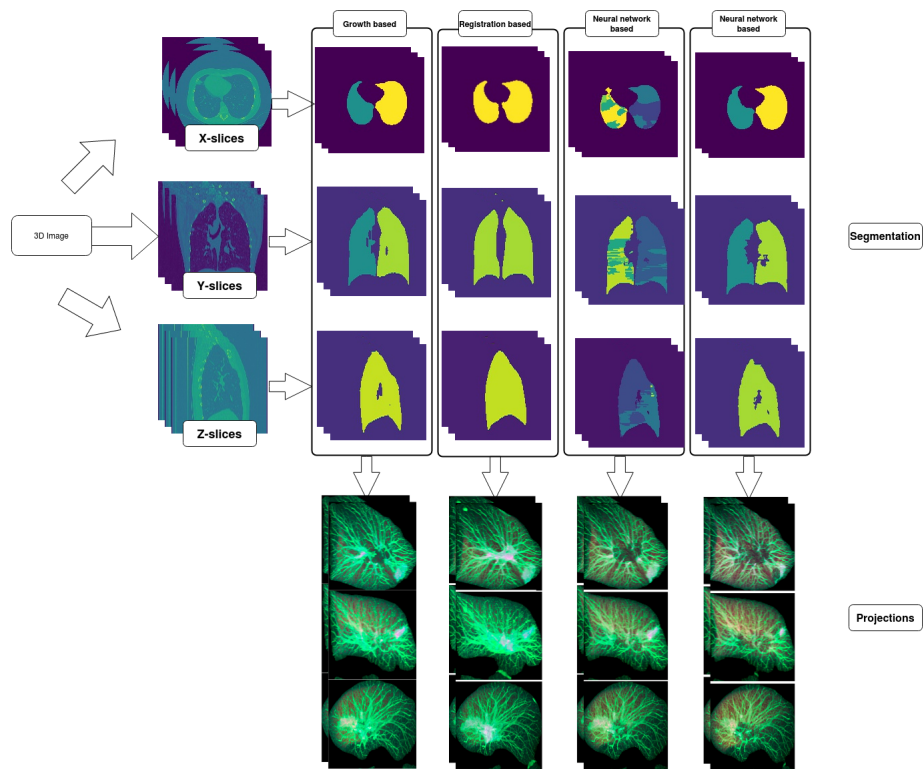 Growth based
Registration based
Neural network
based
Neural network
based
X-slices
3D Image
Segmentation
Y-slices
Z-slices
Projections